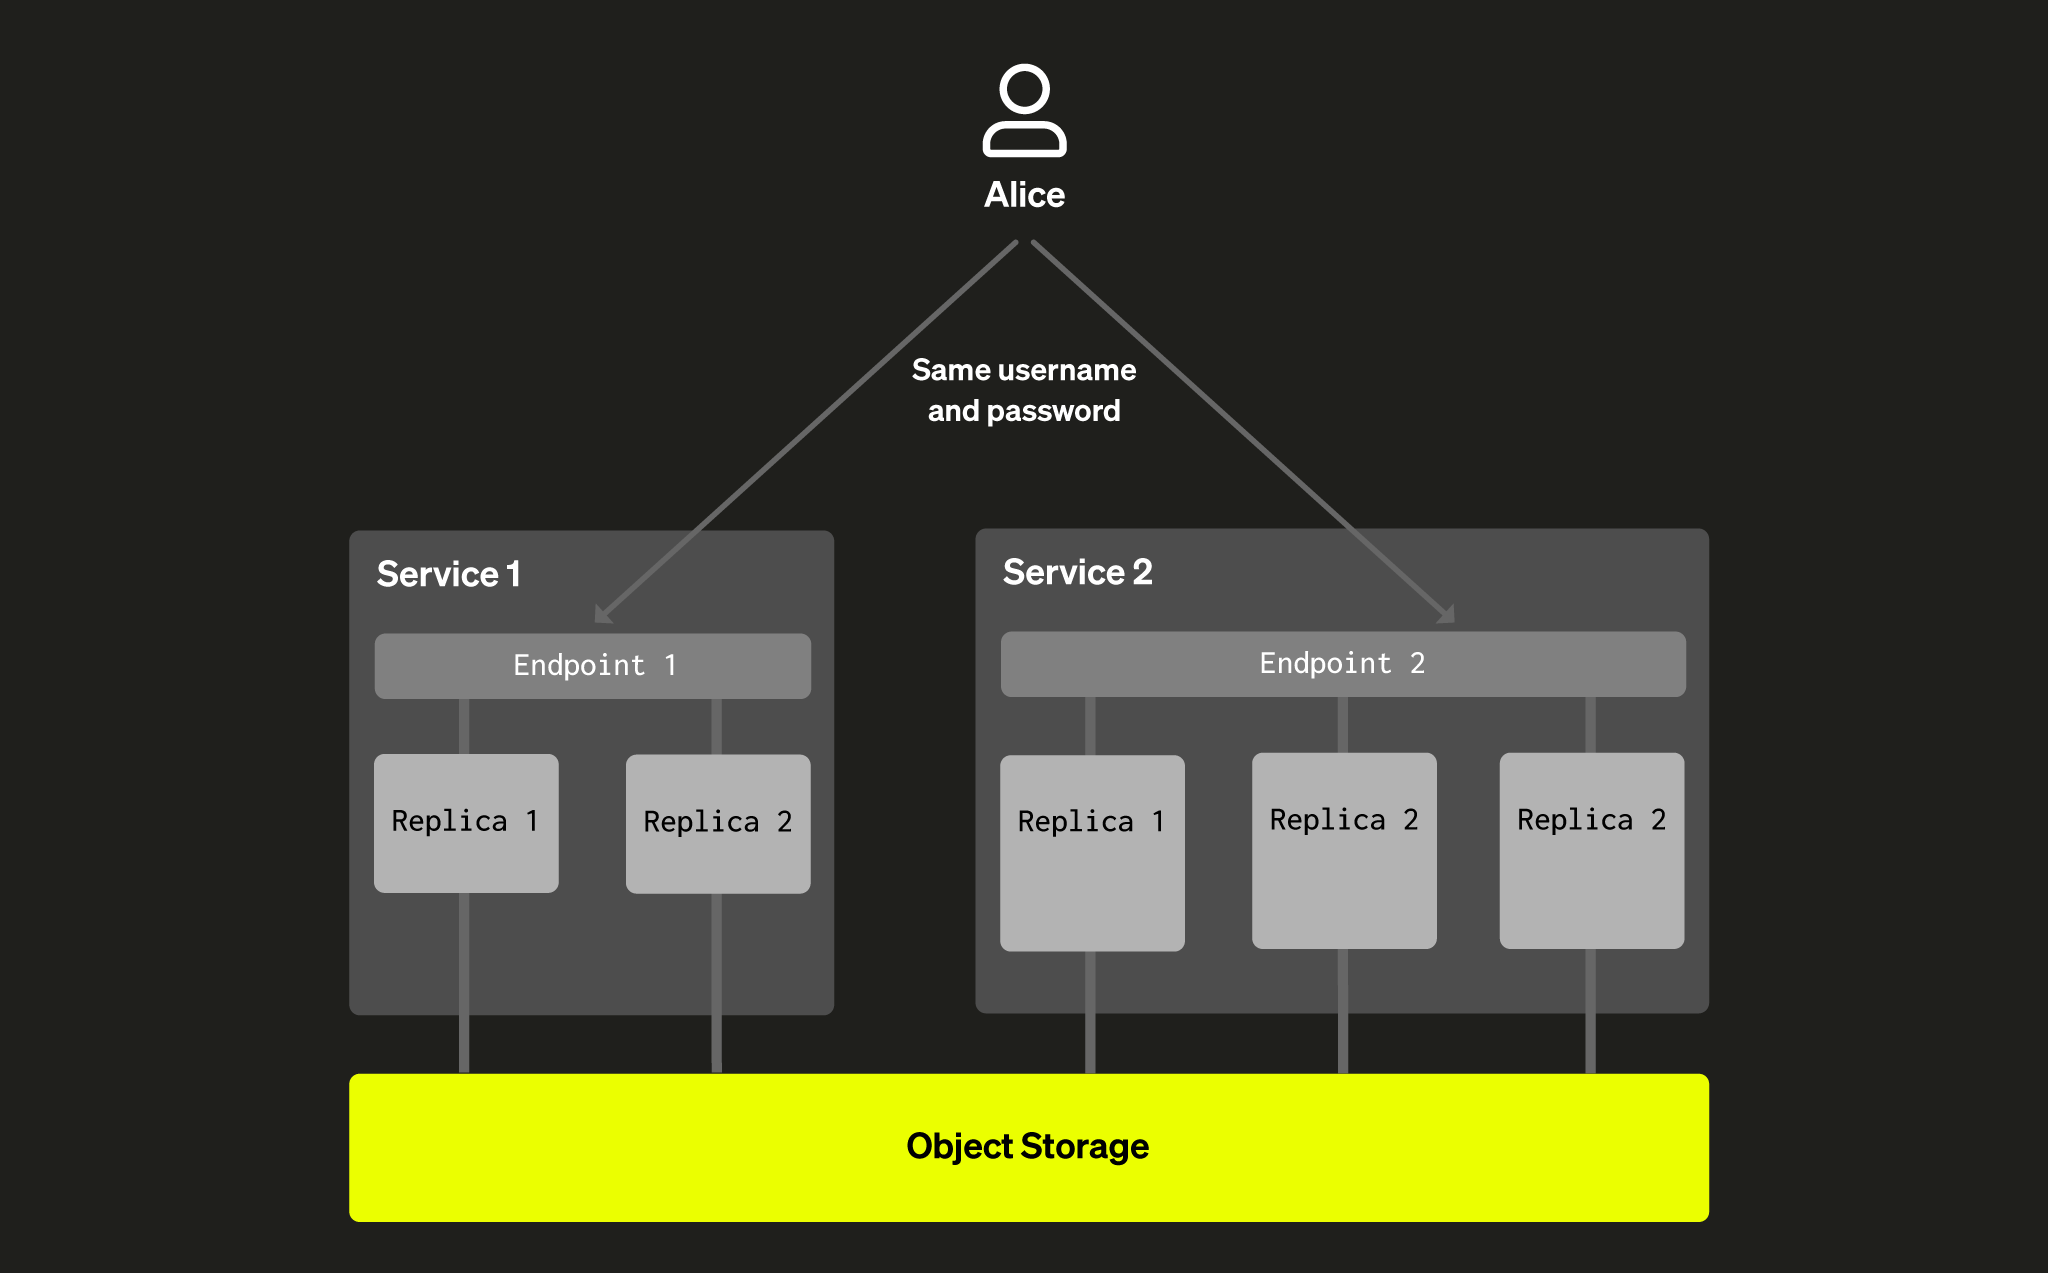 Alice
Same username
and password
Service 1
Endpoint 1
Replica 1
Replica 2
Service 2
Endpoint 2
Replica 1
Replica 2
Replica 2
Object Storage